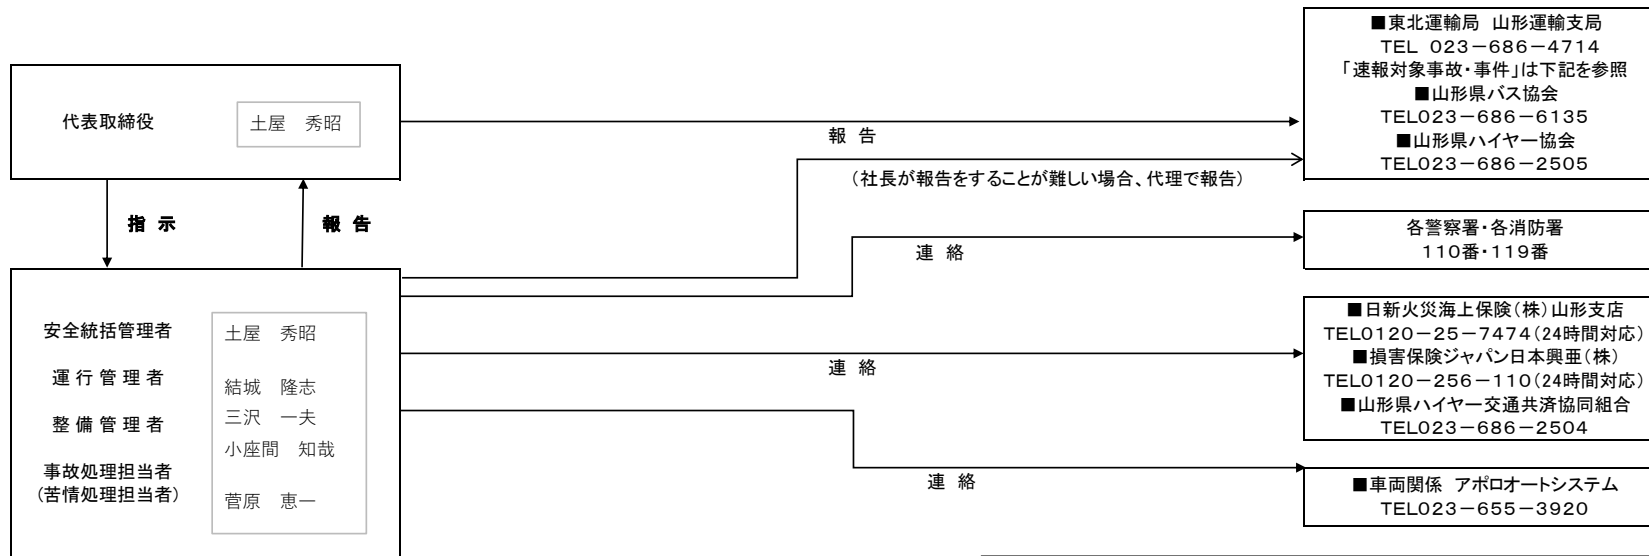 ■東北運輸局 山形運輸支局
TEL 023-686-4714
「速報対象事故・事件」は下記を参照
■山形県バス協会
TEL023-686-6135
■山形県ハイヤー協会
TEL023-686-2505
代表取締役
土屋 秀昭
報 告
(社長が報告をすることが難しい場合、代理で報告)
指 示
報 告
各警察署・各消防署
110番・119番
連 絡
安全統括管理者
運 行 管 理 者
整 備 管 理 者
事故処理担当者
(苦情処理担当者)
土屋 秀昭
結城 隆志
三沢 一夫
小座間 知哉
菅原 恵一
連 絡
■日新火災海上保険(株)山形支店
TEL0120-25-7474(24時間対応)
■損害保険ジャパン日本興亜(株)
TEL0120-256-110(24時間対応)
■山形県ハイヤー交通共済協同組合
TEL023-686-2504
連 絡
■車両関係 アポロオートシステム
TEL023-655-3920